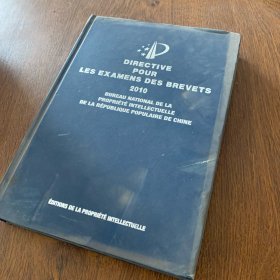 DIRECTIVE
POUR
LES EXAMENS DES BREVETS
2010
BUREAU NATIONAL DE LA
PROPRIÉTÉ INTELLECTUELLE
DE LA RÉPUBLIQUE POPULAIRE DE CHINE
ÉDITIONS DE LA PROPRIÉTÉ INTELLECTUELLE